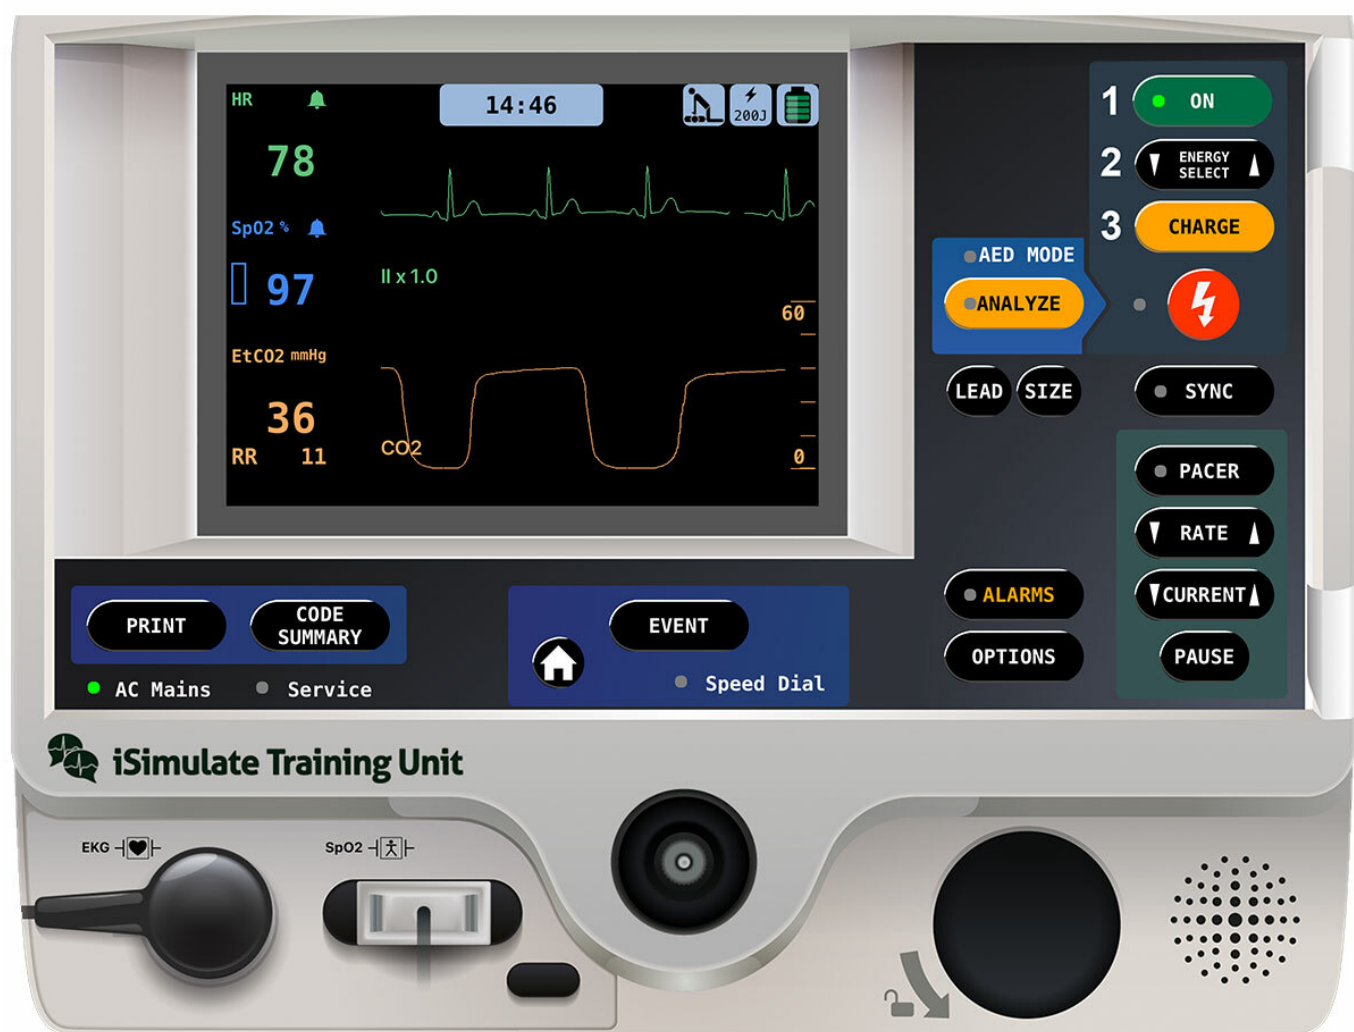 HR
14:46
200J
78
SpO2 %
97
II x 1.0
60
EtCO2 mmHg
36
RR 11
CO2
0
1 ON
2 ENERGY SELECT
3 CHARGE
AED MODE
ANALYZE
LEAD
SIZE
SYNC
PACER
RATE
CURRENT
PAUSE
ALARMS
OPTIONS
PRINT
CODE
SUMMARY
EVENT
AC Mains
Service
Speed Dial
iSimulate Training Unit
EKG
SpO2